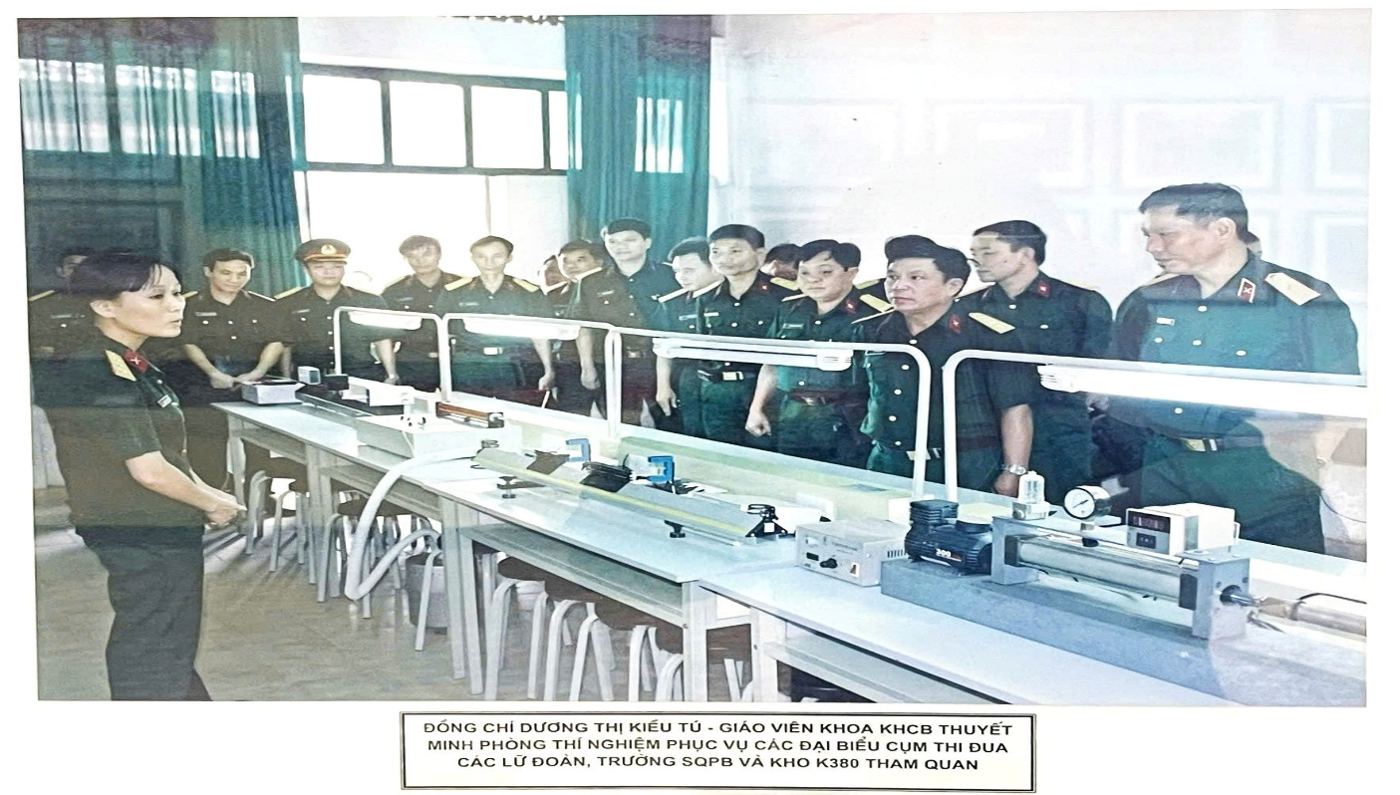 ĐỒNG CHÍ DƯƠNG THỊ KIỀU TÚ - GIÁO VIÊN KHOA KHCB THUYẾT
MINH PHÒNG THÍ NGHIỆM PHỤC VỤ CÁC ĐẠI BIỂU CỤM THI ĐUA
CÁC LỮ ĐOÀN, TRƯỜNG SQPB VÀ KHO K380 THAM QUAN
300